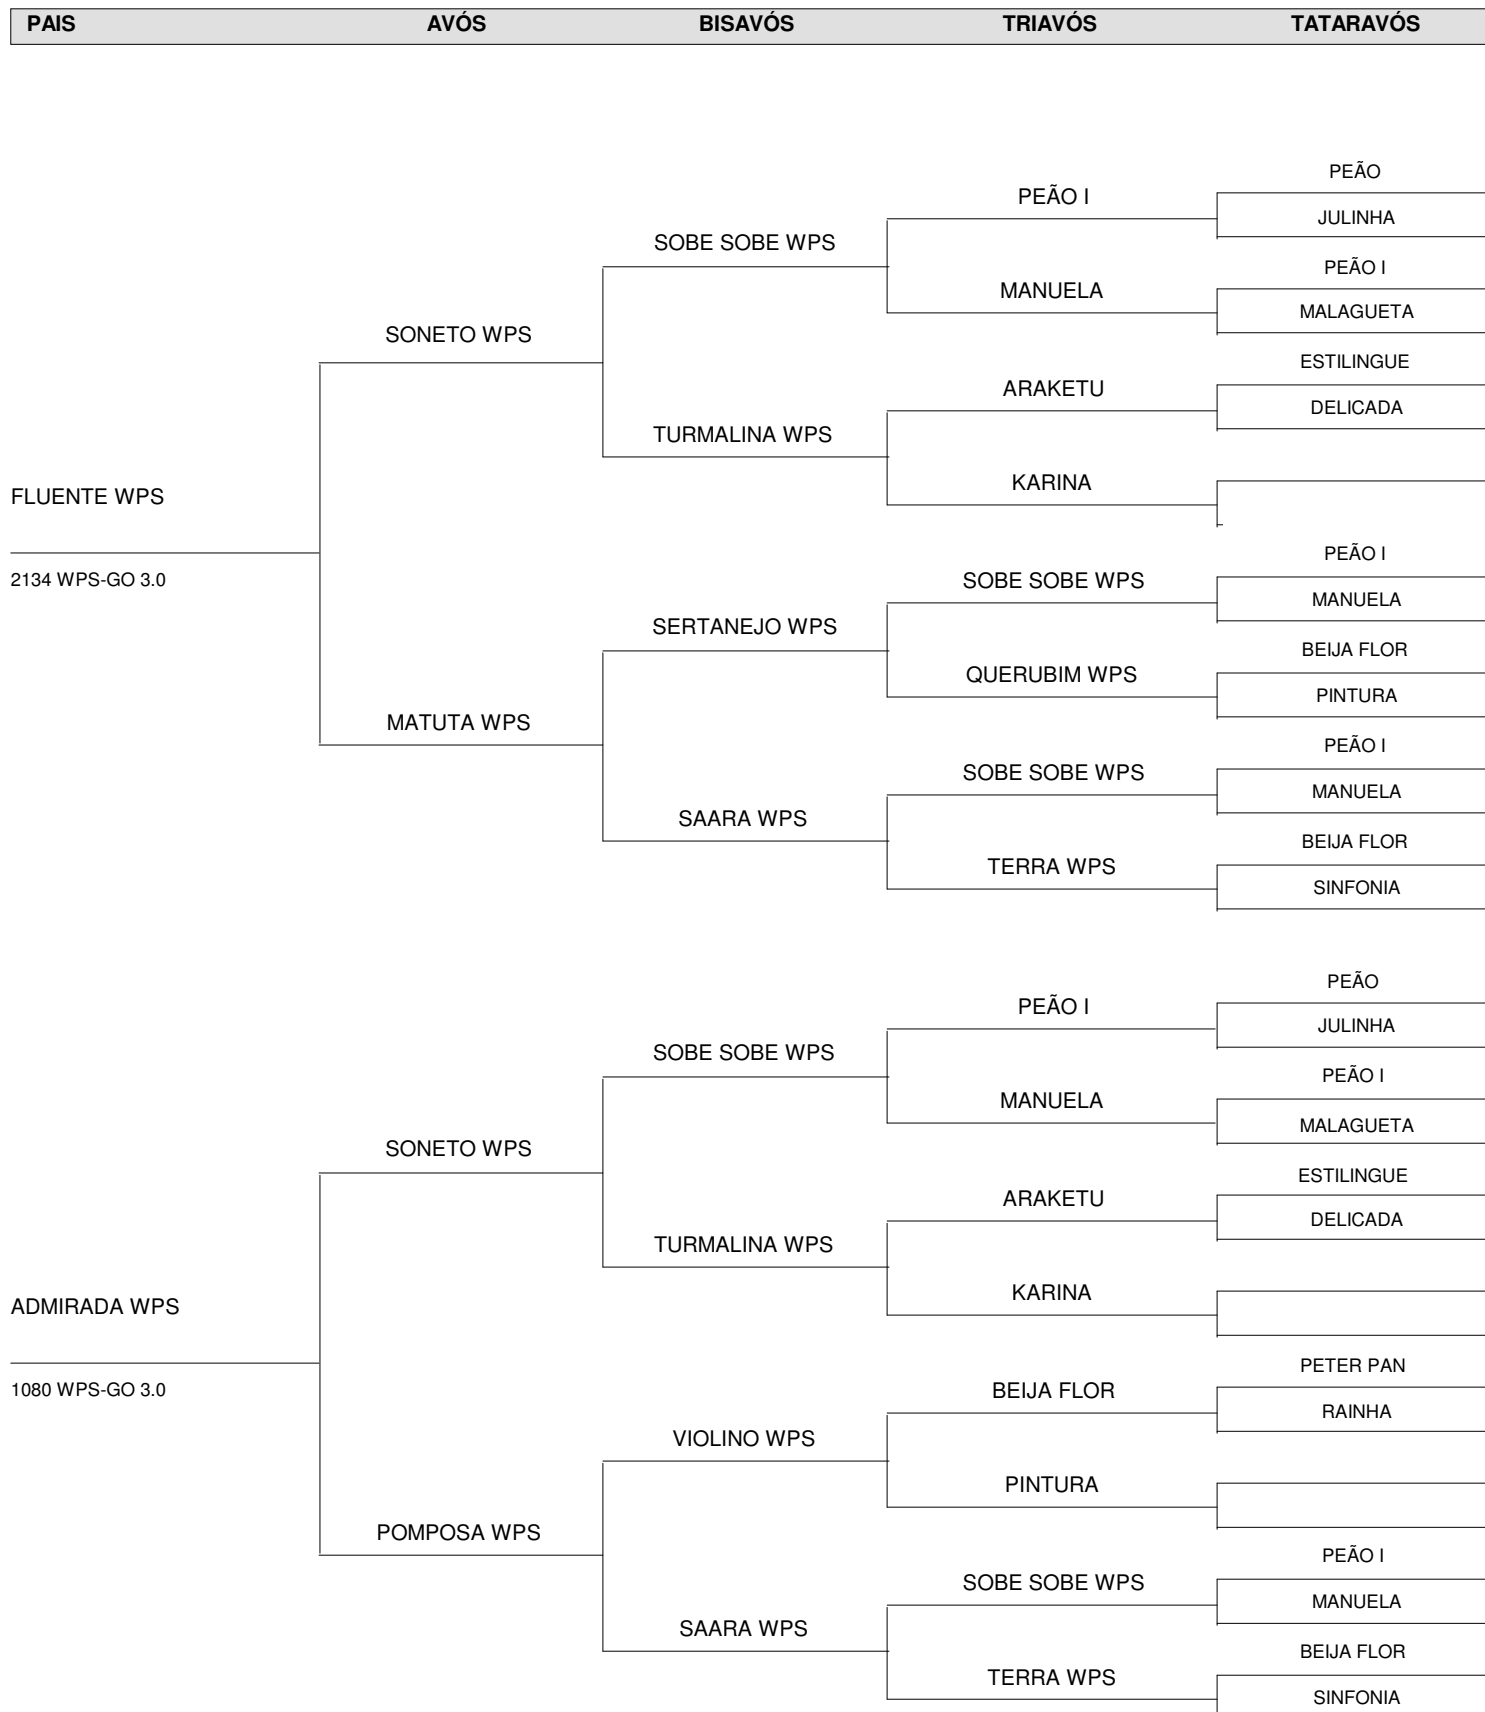 PAIS AVÓS BISAVÓS TRIAVÓS TATARAVÓS
PEÃO
PEÃO I
JULINHA
SOBE SOBE WPS
PEÃO I
MANUELA
MALAGUETA
SONETO WPS
ESTILINGUE
ARAKETU
DELICADA
TURMALINA WPS
KARINA
FLUENTE WPS
PEÃO I
2134 WPS-GO 3.0
SOBE SOBE WPS
MANUELA
SERTANEJO WPS
BEIJA FLOR
QUERUBIM WPS
PINTURA
MATUTA WPS
PEÃO I
SOBE SOBE WPS
MANUELA
SAARA WPS
BEIJA FLOR
TERRA WPS
SINFONIA
PEÃO
PEÃO I
JULINHA
SOBE SOBE WPS
PEÃO I
MANUELA
MALAGUETA
SONETO WPS
ESTILINGUE
ARAKETU
DELICADA
TURMALINA WPS
KARINA
ADMIRADA WPS
PETER PAN
1080 WPS-GO 3.0
BEIJA FLOR
RAINHA
VIOLINO WPS
PINTURA
POMPOSA WPS
PEÃO I
SOBE SOBE WPS
MANUELA
SAARA WPS
BEIJA FLOR
TERRA WPS
SINFONIA